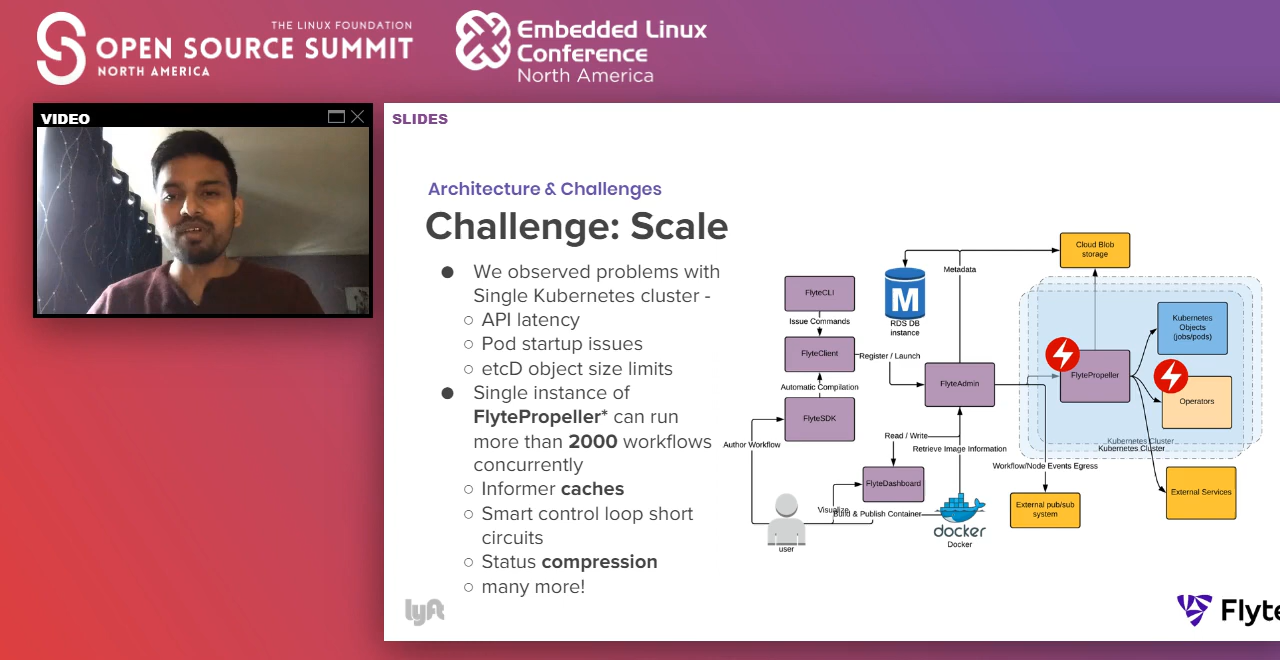 THE LINUX FOUNDATION
OPEN SOURCE SUMMIT
NORTH AMERICA
Embedded Linux
Conference
North America
VIDEO
SLIDES
Architecture & Challenges
Challenge: Scale
● We observed problems with
Single Kubernetes cluster -
○ API latency
○ Pod startup issues
○ etcD object size limits
● Single instance of
FlytePropeller* can run
more than 2000 workflows
concurrently
○ Informer caches
○ Smart control loop short
circuits
○ Status compression
○ many more!
lyft
FlyteCLI
Issue Commands
FlyteClient
Automatic Compilation
FlyteSDK
Author Workflow
user
Visualize
Build & Publish Container
M
RDS DB
instance
Metadata
Register / Launch
FlyteAdmin
Read / Write
Retrieve Image Information
FlyteDashboard
docker
Docker
Cloud Blob
storage
Kubernetes
Objects
(jobs/pods)
FlytePropeller
Operators
Kubernetes Cluster
Kubernetes Cluster
Workflow/Node Events Egress
External pub/sub
system
External Services
Flyte